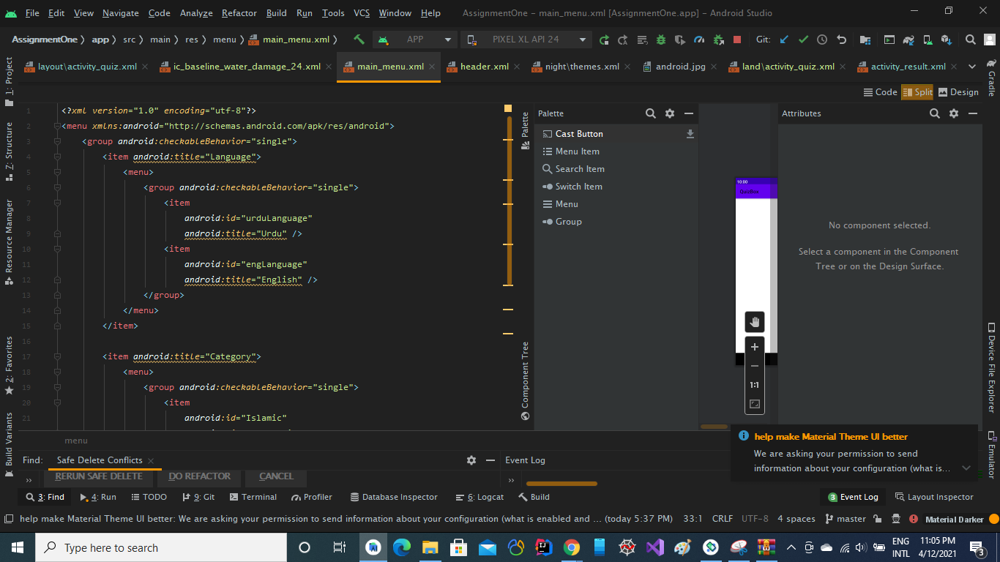 File Edit View Navigate Code Analyze Refactor Build Run Tools VCS Window Help AssignmentOne – main_menu.xml [AssignmentOne.app] – Android Studio
AssignmentOne app src main res menu main_menu.xml APP PIXEL XL API 24 Git:
layout\activity_quiz.xml ic_baseline_water_damage_24.xml main_menu.xml header.xml night\themes.xml android.jpg land\activity_quiz.xml activity_result.xml
Code Split Design
1: Project
Z: Structure
Resource Manager
2: Favorites
Build Variants
1 <?xml version="1.0" encoding="utf-8"?>
2 <menu xmlns:android="http://schemas.android.com/apk/res/android">
3 <group android:checkableBehavior="single">
4 <item android:title="Language">
5 <menu>
6 <group android:checkableBehavior="single">
7 <item
8 android:id="urduLanguage"
9 android:title="Urdu" />
10 <item
11 android:id="engLanguage"
12 android:title="English" />
13 </group>
14 </menu>
15 </item>
16
17 <item android:title="Category">
18 <menu>
19 <group android:checkableBehavior="single">
20 <item
21 android:id="Islamic"
menu
Palette
Component Tree
Palette
Cast Button
Menu Item
Search Item
Switch Item
Menu
Group
10:00
1:1
Attributes
No component selected.
Select a component in the Component
Tree or on the Design Surface.
Gradle
Device File Explorer
Emulator
help make Material Theme UI better
We are asking your permission to send
information about your configuration (what is...
Find: Safe Delete Conflicts Event Log
RERUN SAFE DELETE DO REFACTOR CANCEL
3: Find 4: Run TODO 9: Git Terminal Profiler Database Inspector 6: Logcat Build 3 Event Log Layout Inspector
help make Material Theme UI better: We are asking your permission to send information about your configuration (what is enabled and ... (today 5:37 PM) 33:1 CRLF UTF-8 4 spaces master Material Darker
Type here to search
ENG
INTL
11:05 PM
4/12/2021
3